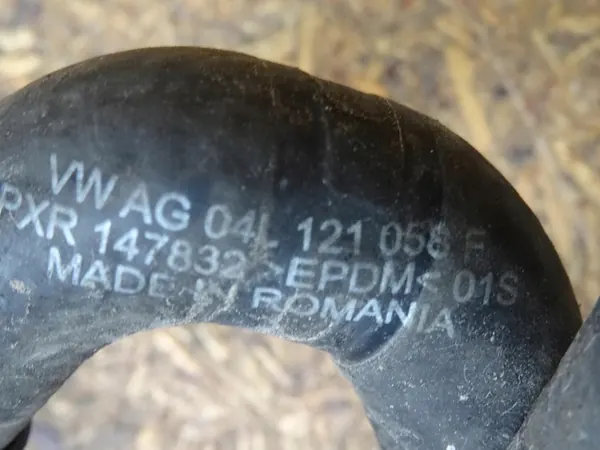 VW AG 04L 121 058 F
PXR 147832 >EPDM< 01S
MADE IN ROMANIA